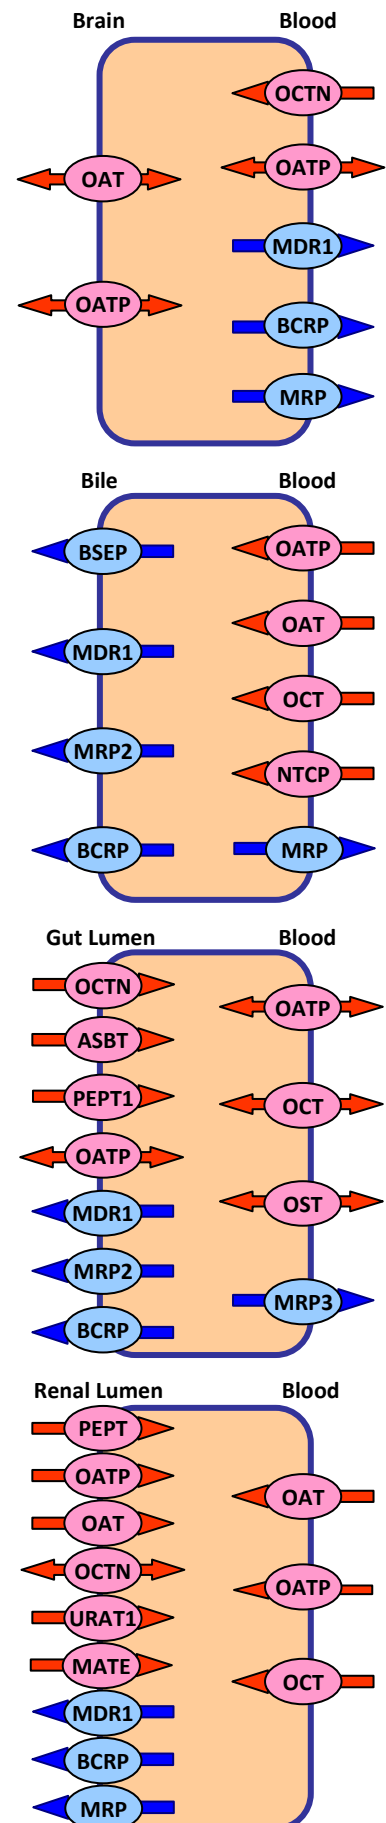 Brain Blood
OCTN
OAT OATP
MDR1
OATP BCRP
MRP
Bile Blood
BSEP OATP
OAT
MDR1
OCT
MRP2 NTCP
BCRP MRP
Gut Lumen Blood
OCTN OATP
ASBT
PEPT1 OCT
OATP
MDR1 OST
MRP2
MRP3
BCRP
Renal Lumen Blood
PEPT
OATP
OAT OAT
OCTN
OATP
URAT1
MATE OCT
MDR1
BCRP
MRP